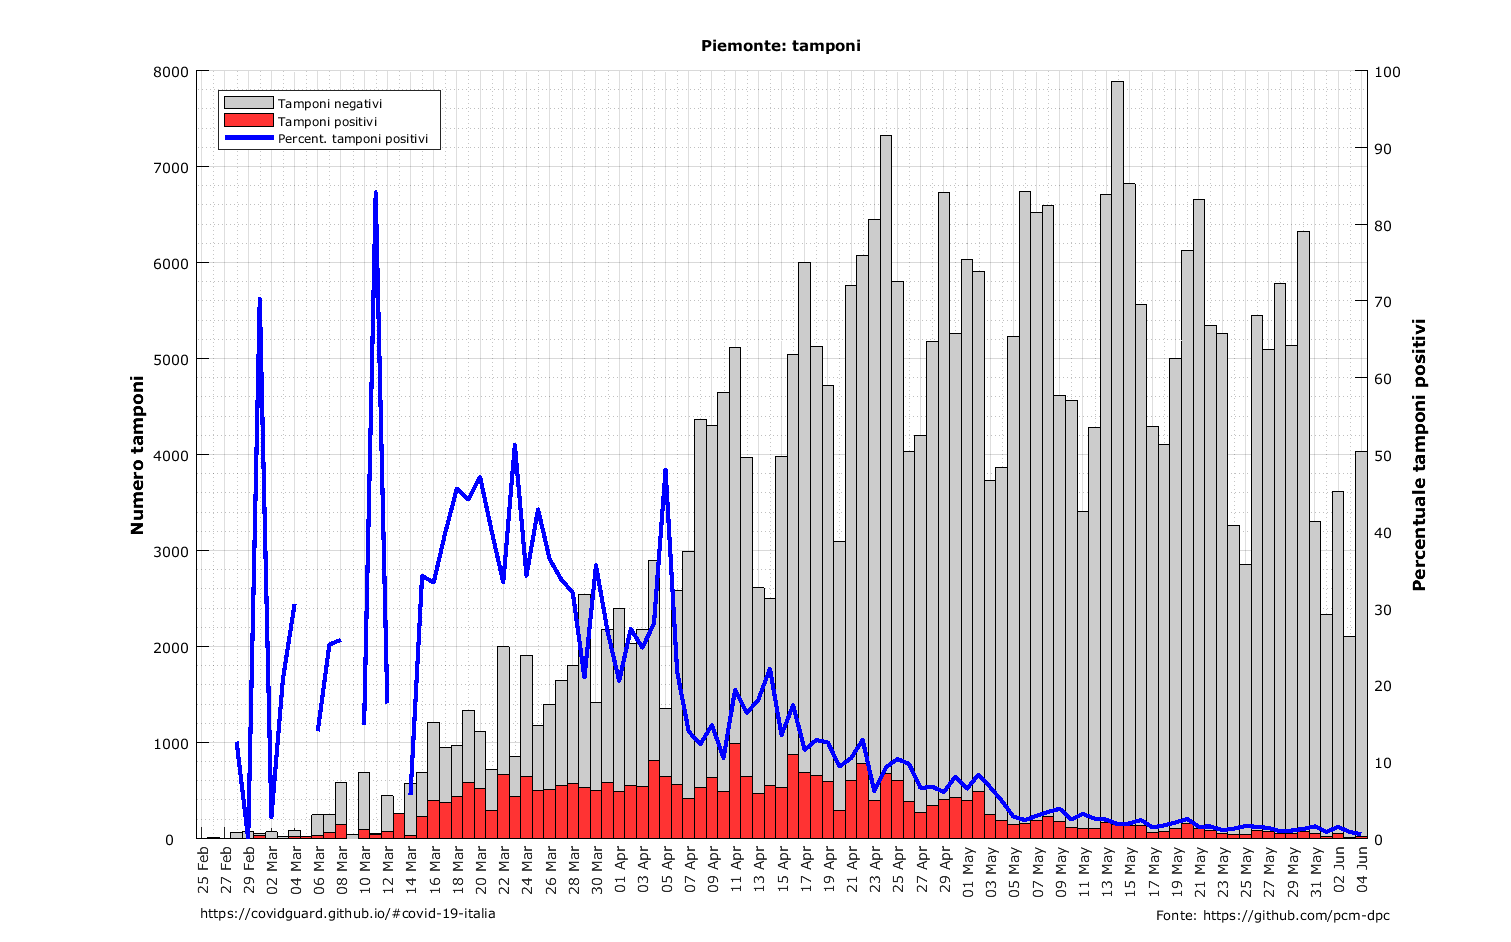 Piemonte: tamponi
Tamponi negativi
Tamponi positivi
Percent. tamponi positivi
Numero tamponi
8000
7000
6000
5000
4000
3000
2000
1000
0
100
90
80
70
60
50
40
30
20
10
0
Percentuale tamponi positivi
25 Feb
27 Feb
29 Feb
02 Mar
04 Mar
06 Mar
08 Mar
10 Mar
12 Mar
14 Mar
16 Mar
18 Mar
20 Mar
22 Mar
24 Mar
26 Mar
28 Mar
30 Mar
01 Apr
03 Apr
05 Apr
07 Apr
09 Apr
11 Apr
13 Apr
15 Apr
17 Apr
19 Apr
21 Apr
23 Apr
25 Apr
27 Apr
29 Apr
01 May
03 May
05 May
07 May
09 May
11 May
13 May
15 May
17 May
19 May
21 May
23 May
25 May
27 May
29 May
31 May
02 Jun
04 Jun
https://covidguard.github.io/#covid-19-italia
Fonte: https://github.com/pcm-dpc